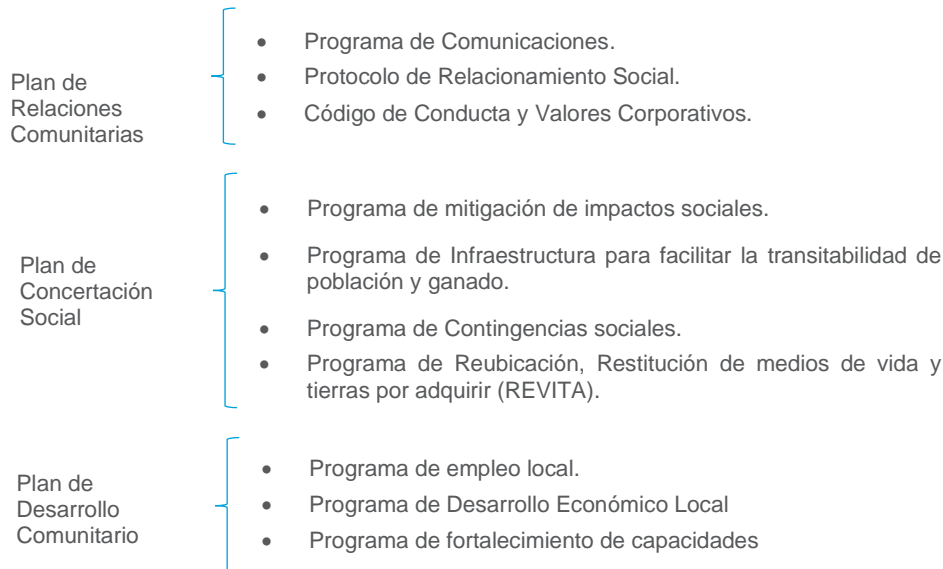 Plan de
Relaciones
Comunitarias
• Programa de Comunicaciones.
• Protocolo de Relacionamiento Social.
• Código de Conducta y Valores Corporativos.
Plan de
Concertación
Social
• Programa de mitigación de impactos sociales.
• Programa de Infraestructura para facilitar la transitabilidad de
población y ganado.
• Programa de Contingencias sociales.
• Programa de Reubicación, Restitución de medios de vida y
tierras por adquirir (REVITA).
Plan de
Desarrollo
Comunitario
• Programa de empleo local.
• Programa de Desarrollo Económico Local
• Programa de fortalecimiento de capacidades